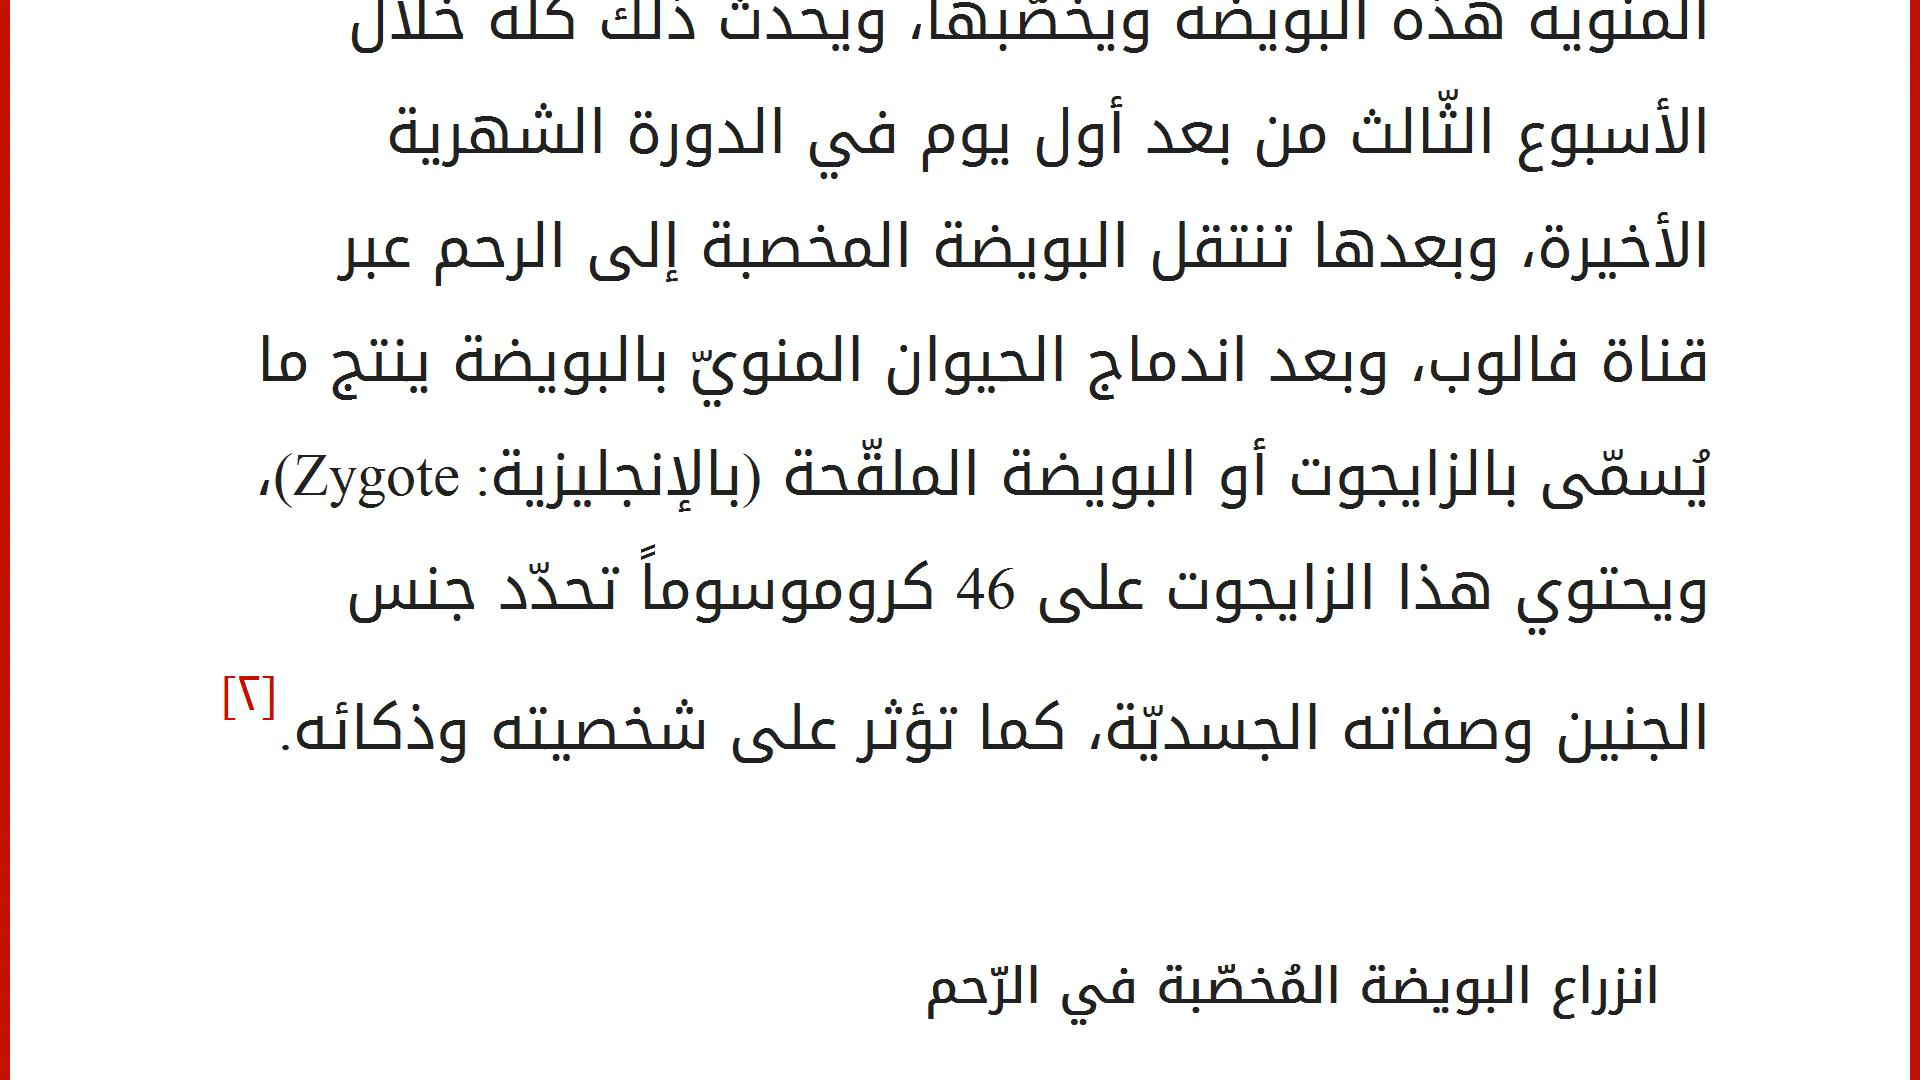 المنوية هذه البويضة ويخصّبها، ويحدث ذلك كله خلال
الأسبوع الثّالث من بعد أول يوم في الدورة الشهرية
الأخيرة، وبعدها تنتقل البويضة المخصبة إلى الرحم عبر
قناة فالوب، وبعد اندماج الحيوان المنويّ بالبويضة ينتج ما
يُسمّى بالزايجوت أو البويضة الملقّحة (بالإنجليزية: Zygote)،
ويحتوي هذا الزايجوت على 46 كروموسوماً تحدّد جنس
الجنين وصفاته الجسديّة، كما تؤثر على شخصيته وذكائه.[٢]
انزراع البويضة المُخصّبة في الرّحم